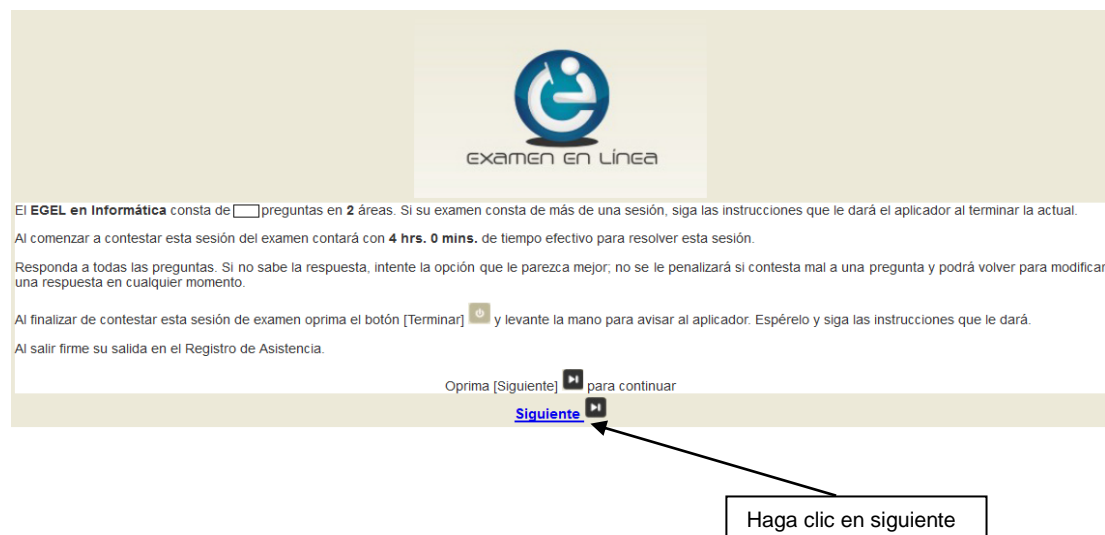 examen en línea
El EGEL en Informática consta de preguntas en 2 áreas. Si su examen consta de más de una sesión, siga las instrucciones que le dará el aplicador al terminar la actual.
Al comenzar a contestar esta sesión del examen contará con 4 hrs. 0 mins. de tiempo efectivo para resolver esta sesión.
Responda a todas las preguntas. Si no sabe la respuesta, intente la opción que le parezca mejor; no se le penalizará si contesta mal a una pregunta y podrá volver para modificar
una respuesta en cualquier momento.
Al finalizar de contestar esta sesión de examen oprima el botón [Terminar] y levante la mano para avisar al aplicador. Espérelo y siga las instrucciones que le dará.
Al salir firme su salida en el Registro de Asistencia.
Oprima [Siguiente] para continuar
Siguiente
Haga clic en siguiente